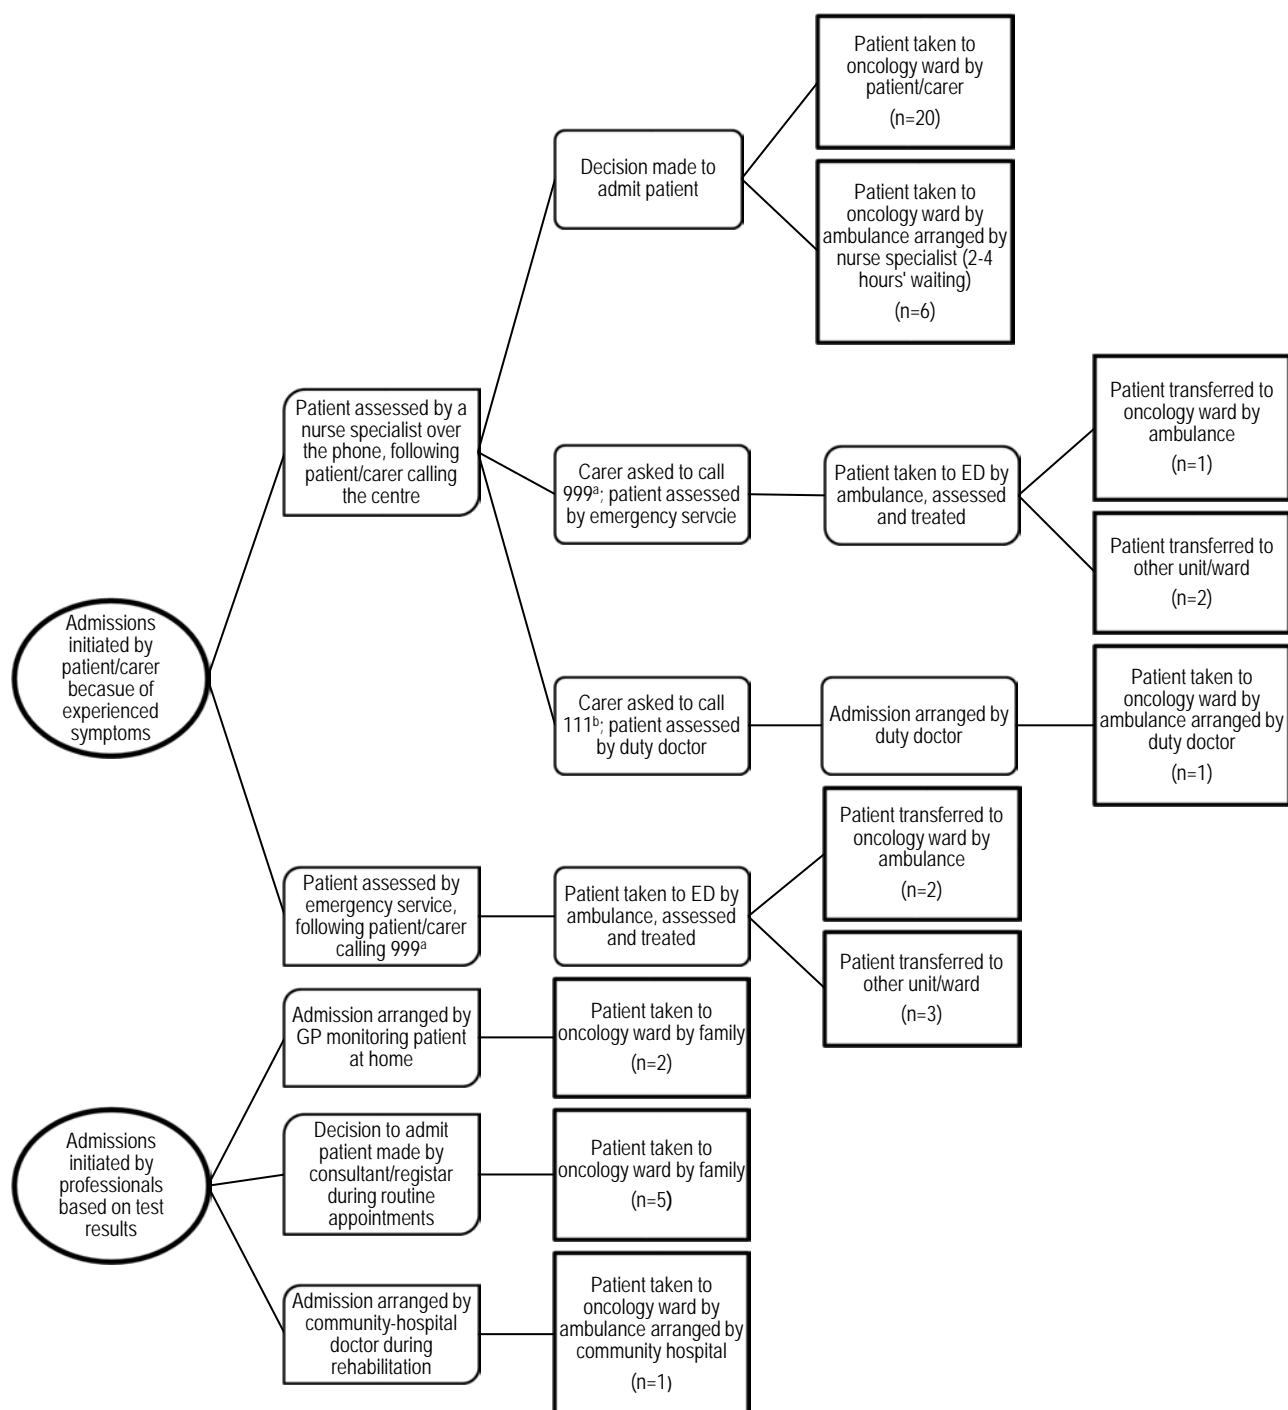 Patient taken to
oncology ward by
patient/carer
(n=20)
Decision made to
admit patient
Patient taken to
oncology ward by
ambulance arranged by
nurse specialist (2-4
hours' waiting)
(n=6)
Patient assessed by a
nurse specialist over
the phone, following
patient/carer calling
the centre
Patient transferred to
oncology ward by
ambulance
(n=1)
Carer asked to call
999ᵃ; patient assessed
by emergency servcie
Patient taken to ED by
ambulance, assessed
and treated
Patient transferred to
other unit/ward
(n=2)
Admissions
initiated by
patient/carer
becasue of
experienced
symptoms
Carer asked to call
111ᵇ; patient assessed
by duty doctor
Admission arranged by
duty doctor
Patient taken to
oncology ward by
ambulance arranged by
duty doctor
(n=1)
Patient assessed by
emergency service,
following patient/carer
calling 999ᵃ
Patient taken to ED by
ambulance, assessed
and treated
Patient transferred to
oncology ward by
ambulance
(n=2)
Patient transferred to
other unit/ward
(n=3)
Admissions
initiated by
professionals
based on test
results
Admission arranged by
GP monitoring patient
at home
Patient taken to
oncology ward by family
(n=2)
Decision to admit
patient made by
consultant/registar
during routine
appointments
Patient taken to
oncology ward by family
(n=5)
Admission arranged by
community-hospital
doctor during
rehabilitation
Patient taken to
oncology ward by
ambulance arranged by
community hospital
(n=1)